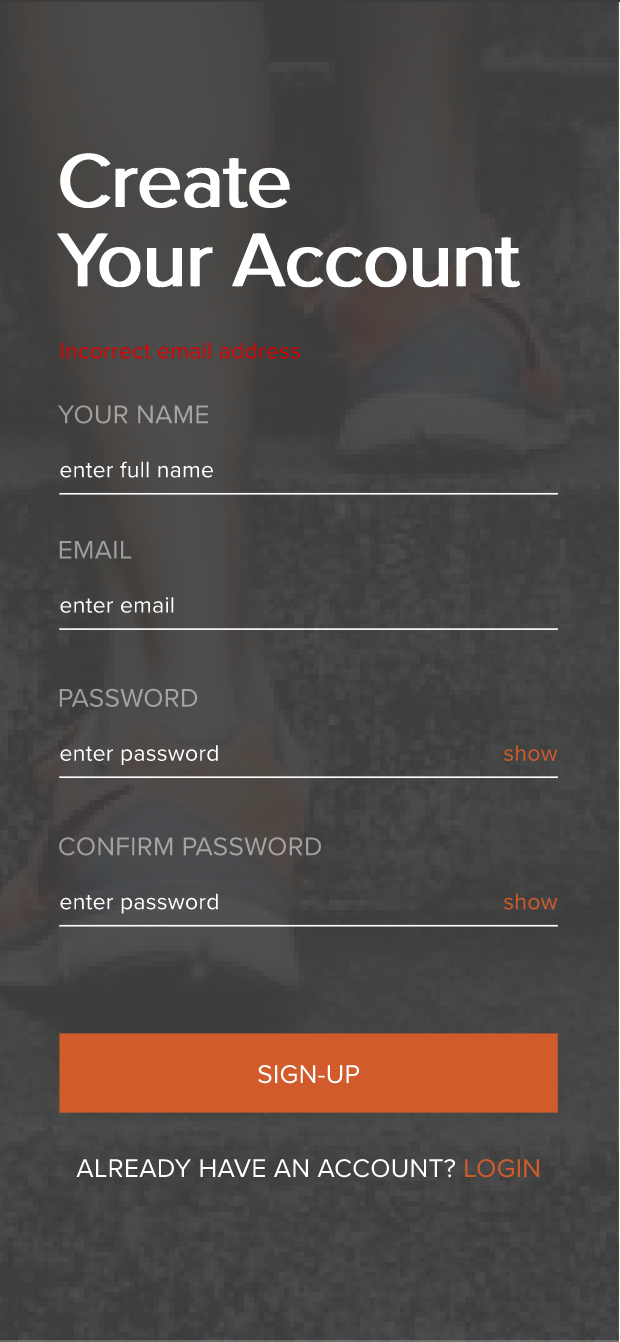 Create
Your Account
Incorrect email address
YOUR NAME
enter full name
EMAIL
enter email
PASSWORD
enter password show
CONFIRM PASSWORD
enter password show
SIGN-UP
ALREADY HAVE AN ACCOUNT? LOGIN